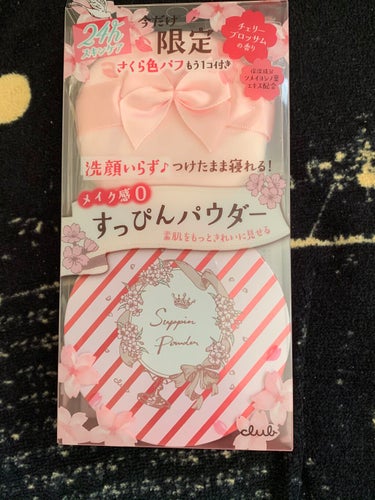 24h
スキンケア
今だけ
限定
さくら色パフもう1コ付き
チェリー
ブロッサム
の香り
保湿成分
ソメイヨシノ葉
エキス配合
洗顔いらず♪つけたまま寝れる!
メイク感0
すっぴんパウダー
素肌をもっときれいに見せる
Suppin
Powder
club
club